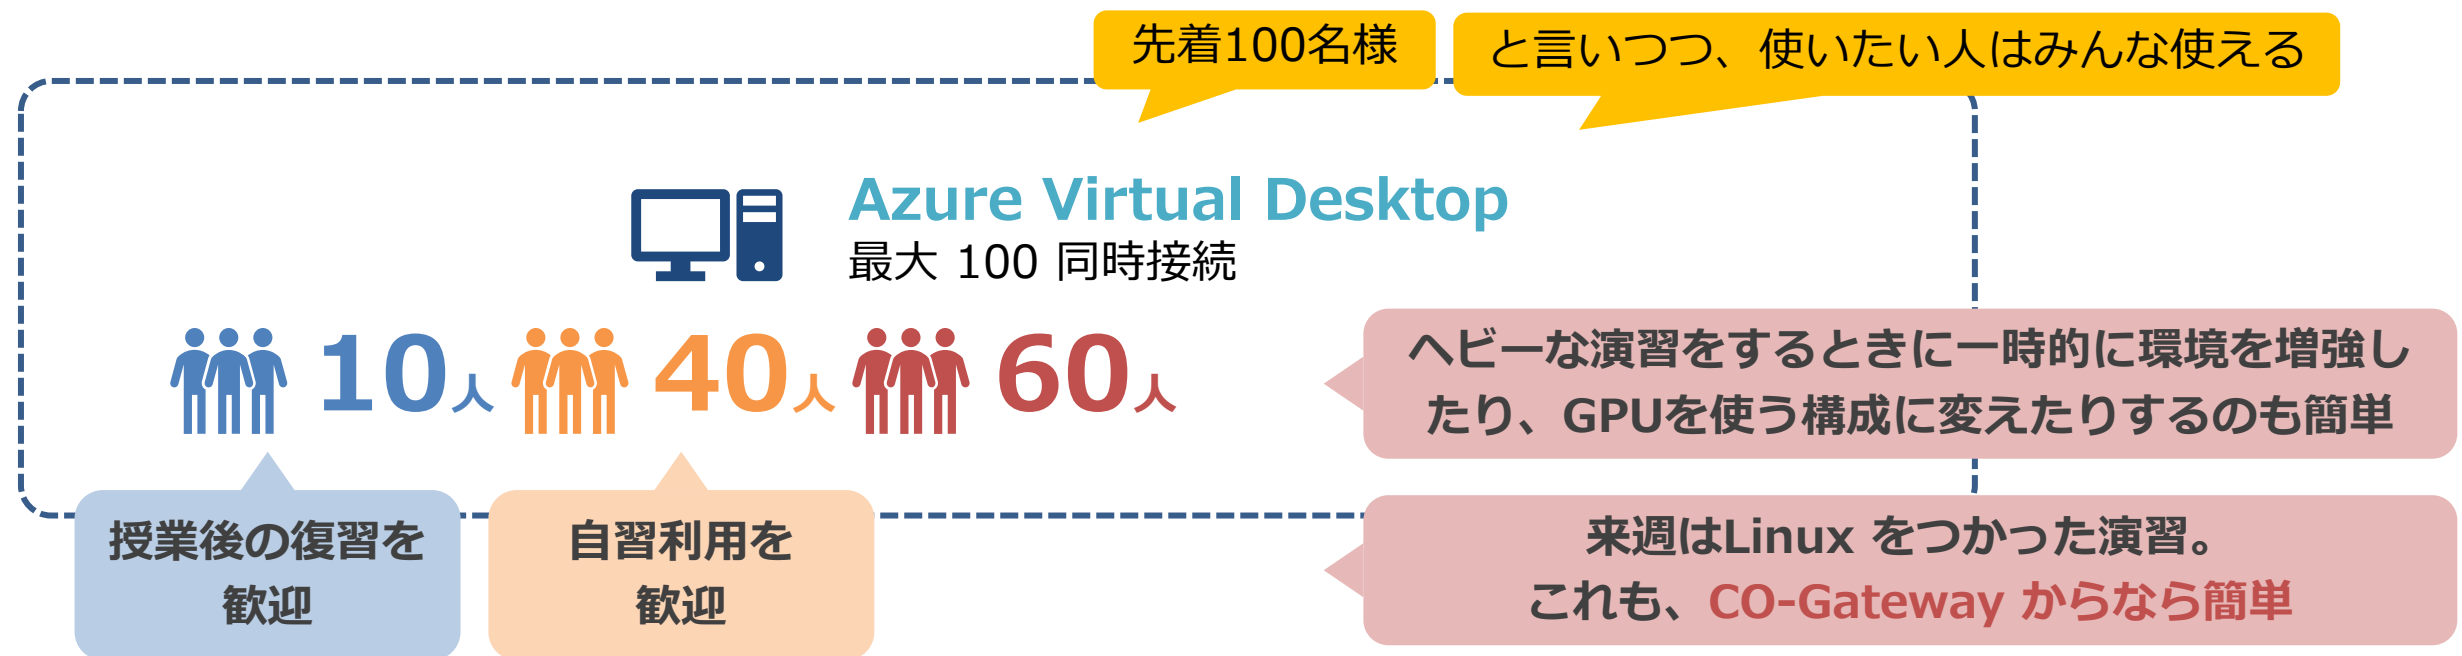 先着100名様
と言いつつ、使いたい人はみんな使える
Azure Virtual Desktop
最大 100 同時接続
10人
40人
60人
ヘビーな演習をするときに一時的に環境を増強し
たり、GPUを使う構成に変えたりするのも簡単
授業後の復習を
歓迎
自習利用を
歓迎
来週はLinux をつかった演習。
これも、CO-Gateway からなら簡単